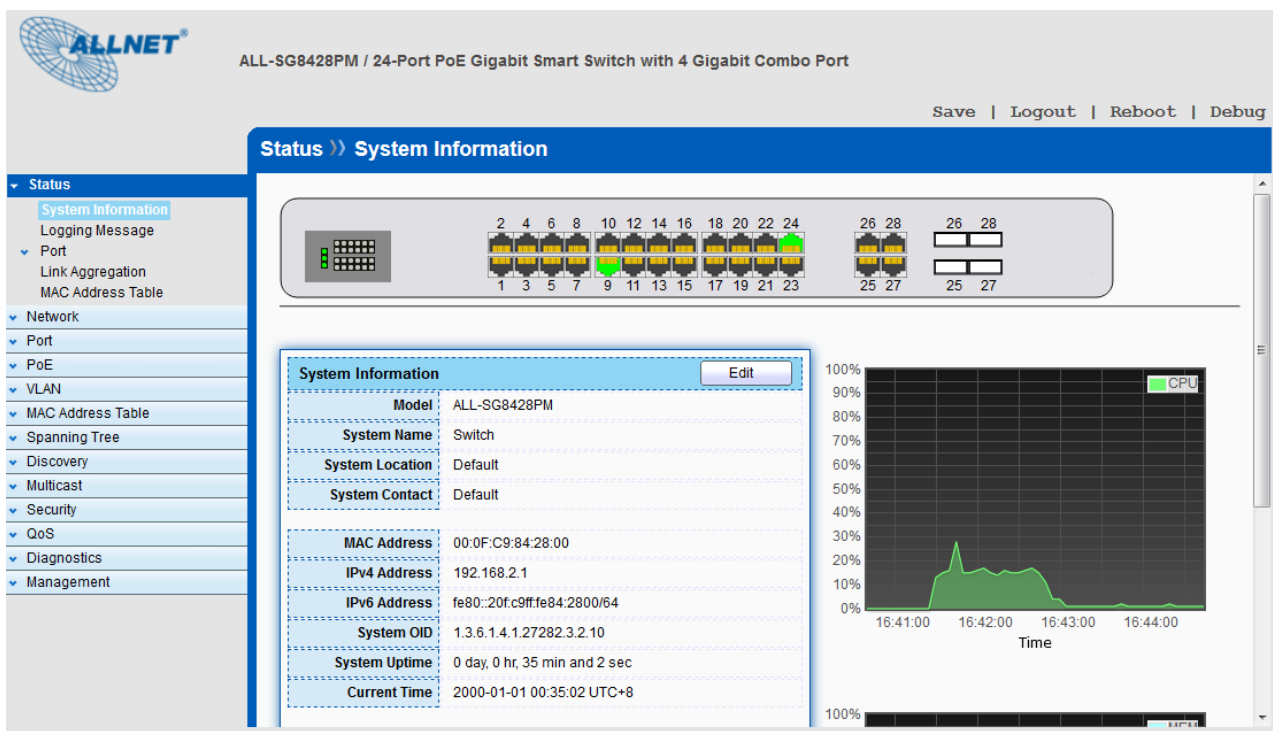 ALLNET®
ALL-SG8428PM / 24-Port PoE Gigabit Smart Switch with 4 Gigabit Combo Port
Save | Logout | Reboot | Debug
Status » System Information
Status
System Information
Logging Message
Port
Link Aggregation
MAC Address Table
Network
Port
PoE
VLAN
MAC Address Table
Spanning Tree
Discovery
Multicast
Security
QoS
Diagnostics
Management
2 4 6 8 10 12 14 16 18 20 22 24 26 28 26 28
1 3 5 7 9 11 13 15 17 19 21 23 25 27 25 27
System Information Edit
Model ALL-SG8428PM
System Name Switch
System Location Default
System Contact Default
MAC Address 00:0F:C9:84:28:00
IPv4 Address 192.168.2.1
IPv6 Address fe80::20f:c9ff:fe84:2800/64
System OID 1.3.6.1.4.1.27282.3.2.10
System Uptime 0 day, 0 hr, 35 min and 2 sec
Current Time 2000-01-01 00:35:02 UTC+8
CPU
100%
90%
80%
70%
60%
50%
40%
30%
20%
10%
0%
16:41:00 16:42:00 16:43:00 16:44:00
Time
100%
MEM